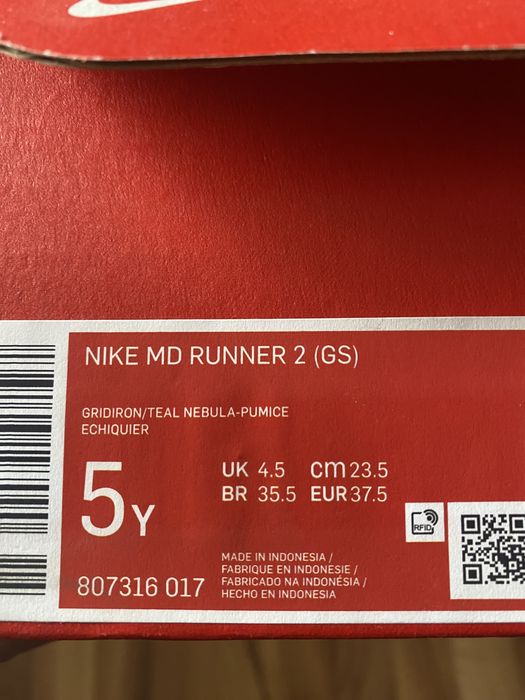 NIKE MD RUNNER 2 (GS)
GRIDIRON/TEAL NEBULA-PUMICE
ECHIQUIER
5Y
UK 4.5 cm 23.5
BR 35.5 EUR 37.5
RFID
807316 017
MADE IN INDONESIA /
FABRIQUE EN INDONESIE /
FABRICADO NA INDONÉSIA /
HECHO EN INDONESIA